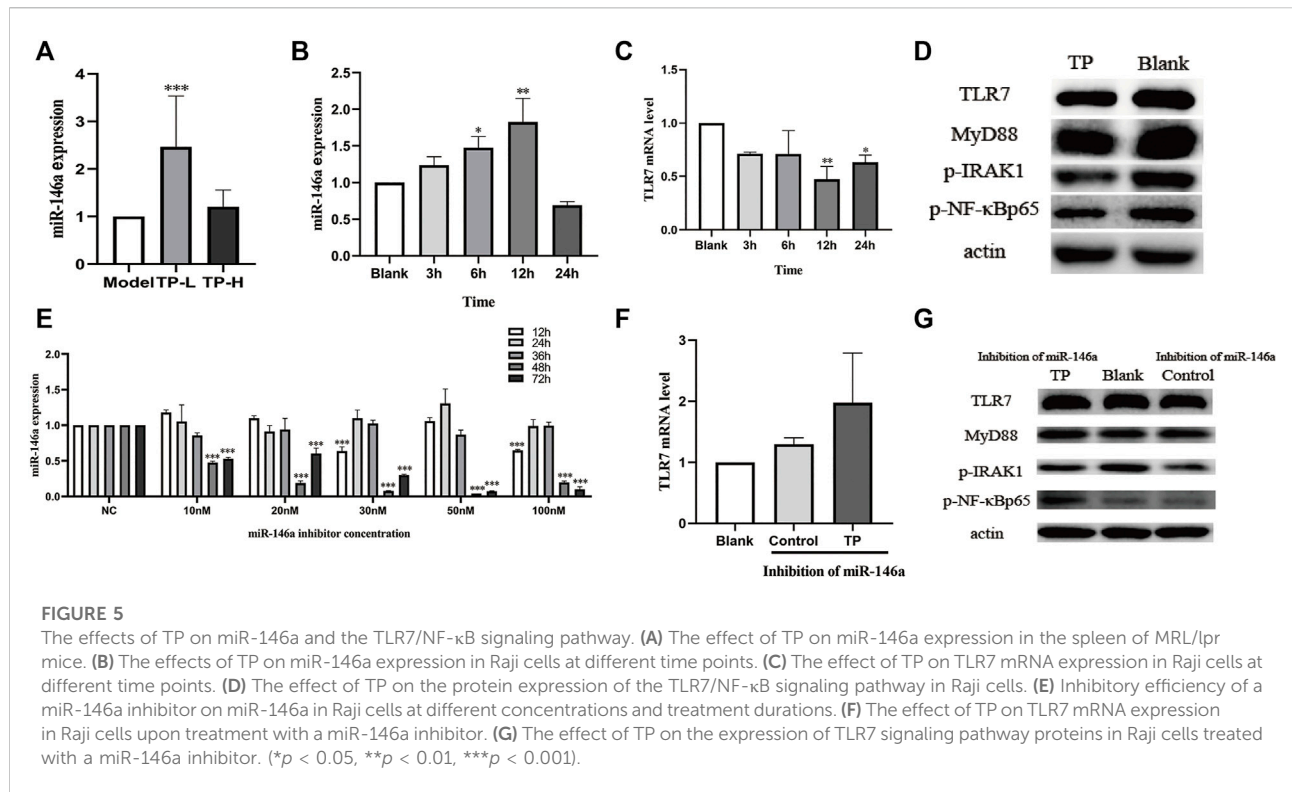 A
miR-146a expression
4
3
2
1
0
***
Model TP-L TP-H
B
miR-146a expression
2.5
2.0
1.5
1.0
0.5
0.0
* **
Blank 3h 6h 12h 24h
Time
C
TLR7 mRNA level
1.5
1.0
0.5
0.0
** *
Blank 3h 6h 12h 24h
Time
D
TP Blank
TLR7
MyD88
p-IRAK1
p-NF-κBp65
actin
E
miR-146a expression
2.0
1.5
1.0
0.5
0.0
12h
24h
36h
48h
72h
*** *** *** *** *** *** *** *** *** *** *** ***
NC 10nM 20nM 30nM 50nM 100nM
miR-146a inhibitor concentration
F
TLR7 mRNA level
3
2
1
0
Blank Control TP
Inhibition of miR-146a
G
Inhibition of miR-146a Inhibition of miR-146a
TP Blank Control
TLR7
MyD88
p-IRAK1
p-NF-κBp65
actin
FIGURE 5
The effects of TP on miR-146a and the TLR7/NF-κB signaling pathway. (A) The effect of TP on miR-146a expression in the spleen of MRL/lpr
mice. (B) The effects of TP on miR-146a expression in Raji cells at different time points. (C) The effect of TP on TLR7 mRNA expression in Raji cells at
different time points. (D) The effect of TP on the protein expression of the TLR7/NF-κB signaling pathway in Raji cells. (E) Inhibitory efficiency of a
miR-146a inhibitor on miR-146a in Raji cells at different concentrations and treatment durations. (F) The effect of TP on TLR7 mRNA expression
in Raji cells upon treatment with a miR-146a inhibitor. (G) The effect of TP on the expression of TLR7 signaling pathway proteins in Raji cells treated
with a miR-146a inhibitor. (*p < 0.05, **p < 0.01, ***p < 0.001).